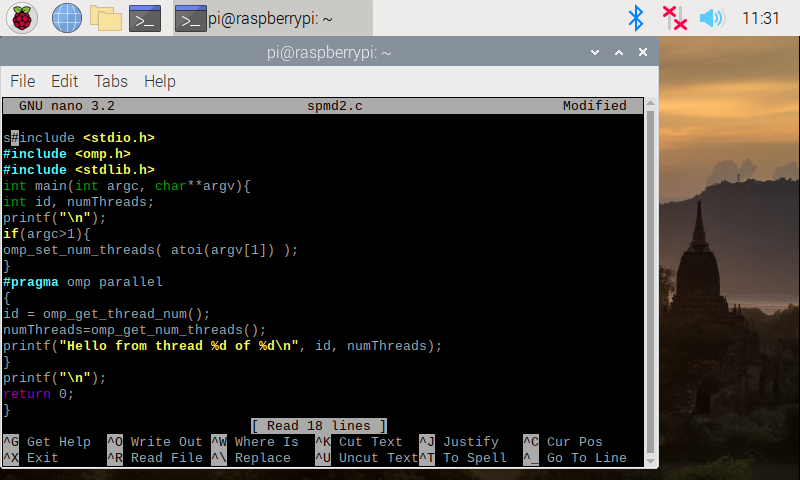 pi@raspberrypi: ~
11:31
pi@raspberrypi: ~
File Edit Tabs Help
GNU nano 3.2 spmd2.c Modified
s#include <stdio.h>
#include <omp.h>
#include <stdlib.h>
int main(int argc, char**argv){
int id, numThreads;
printf("\n");
if(argc>1){
omp_set_num_threads( atoi(argv[1]) );
}
#pragma omp parallel
{
id = omp_get_thread_num();
numThreads=omp_get_num_threads();
printf("Hello from thread %d of %d\n", id, numThreads);
}
printf("\n");
return 0;
}
[ Read 18 lines ]
^G Get Help ^O Write Out ^W Where Is ^K Cut Text ^J Justify ^C Cur Pos
^X Exit ^R Read File ^\ Replace ^U Uncut Text ^T To Spell ^_ Go To Line